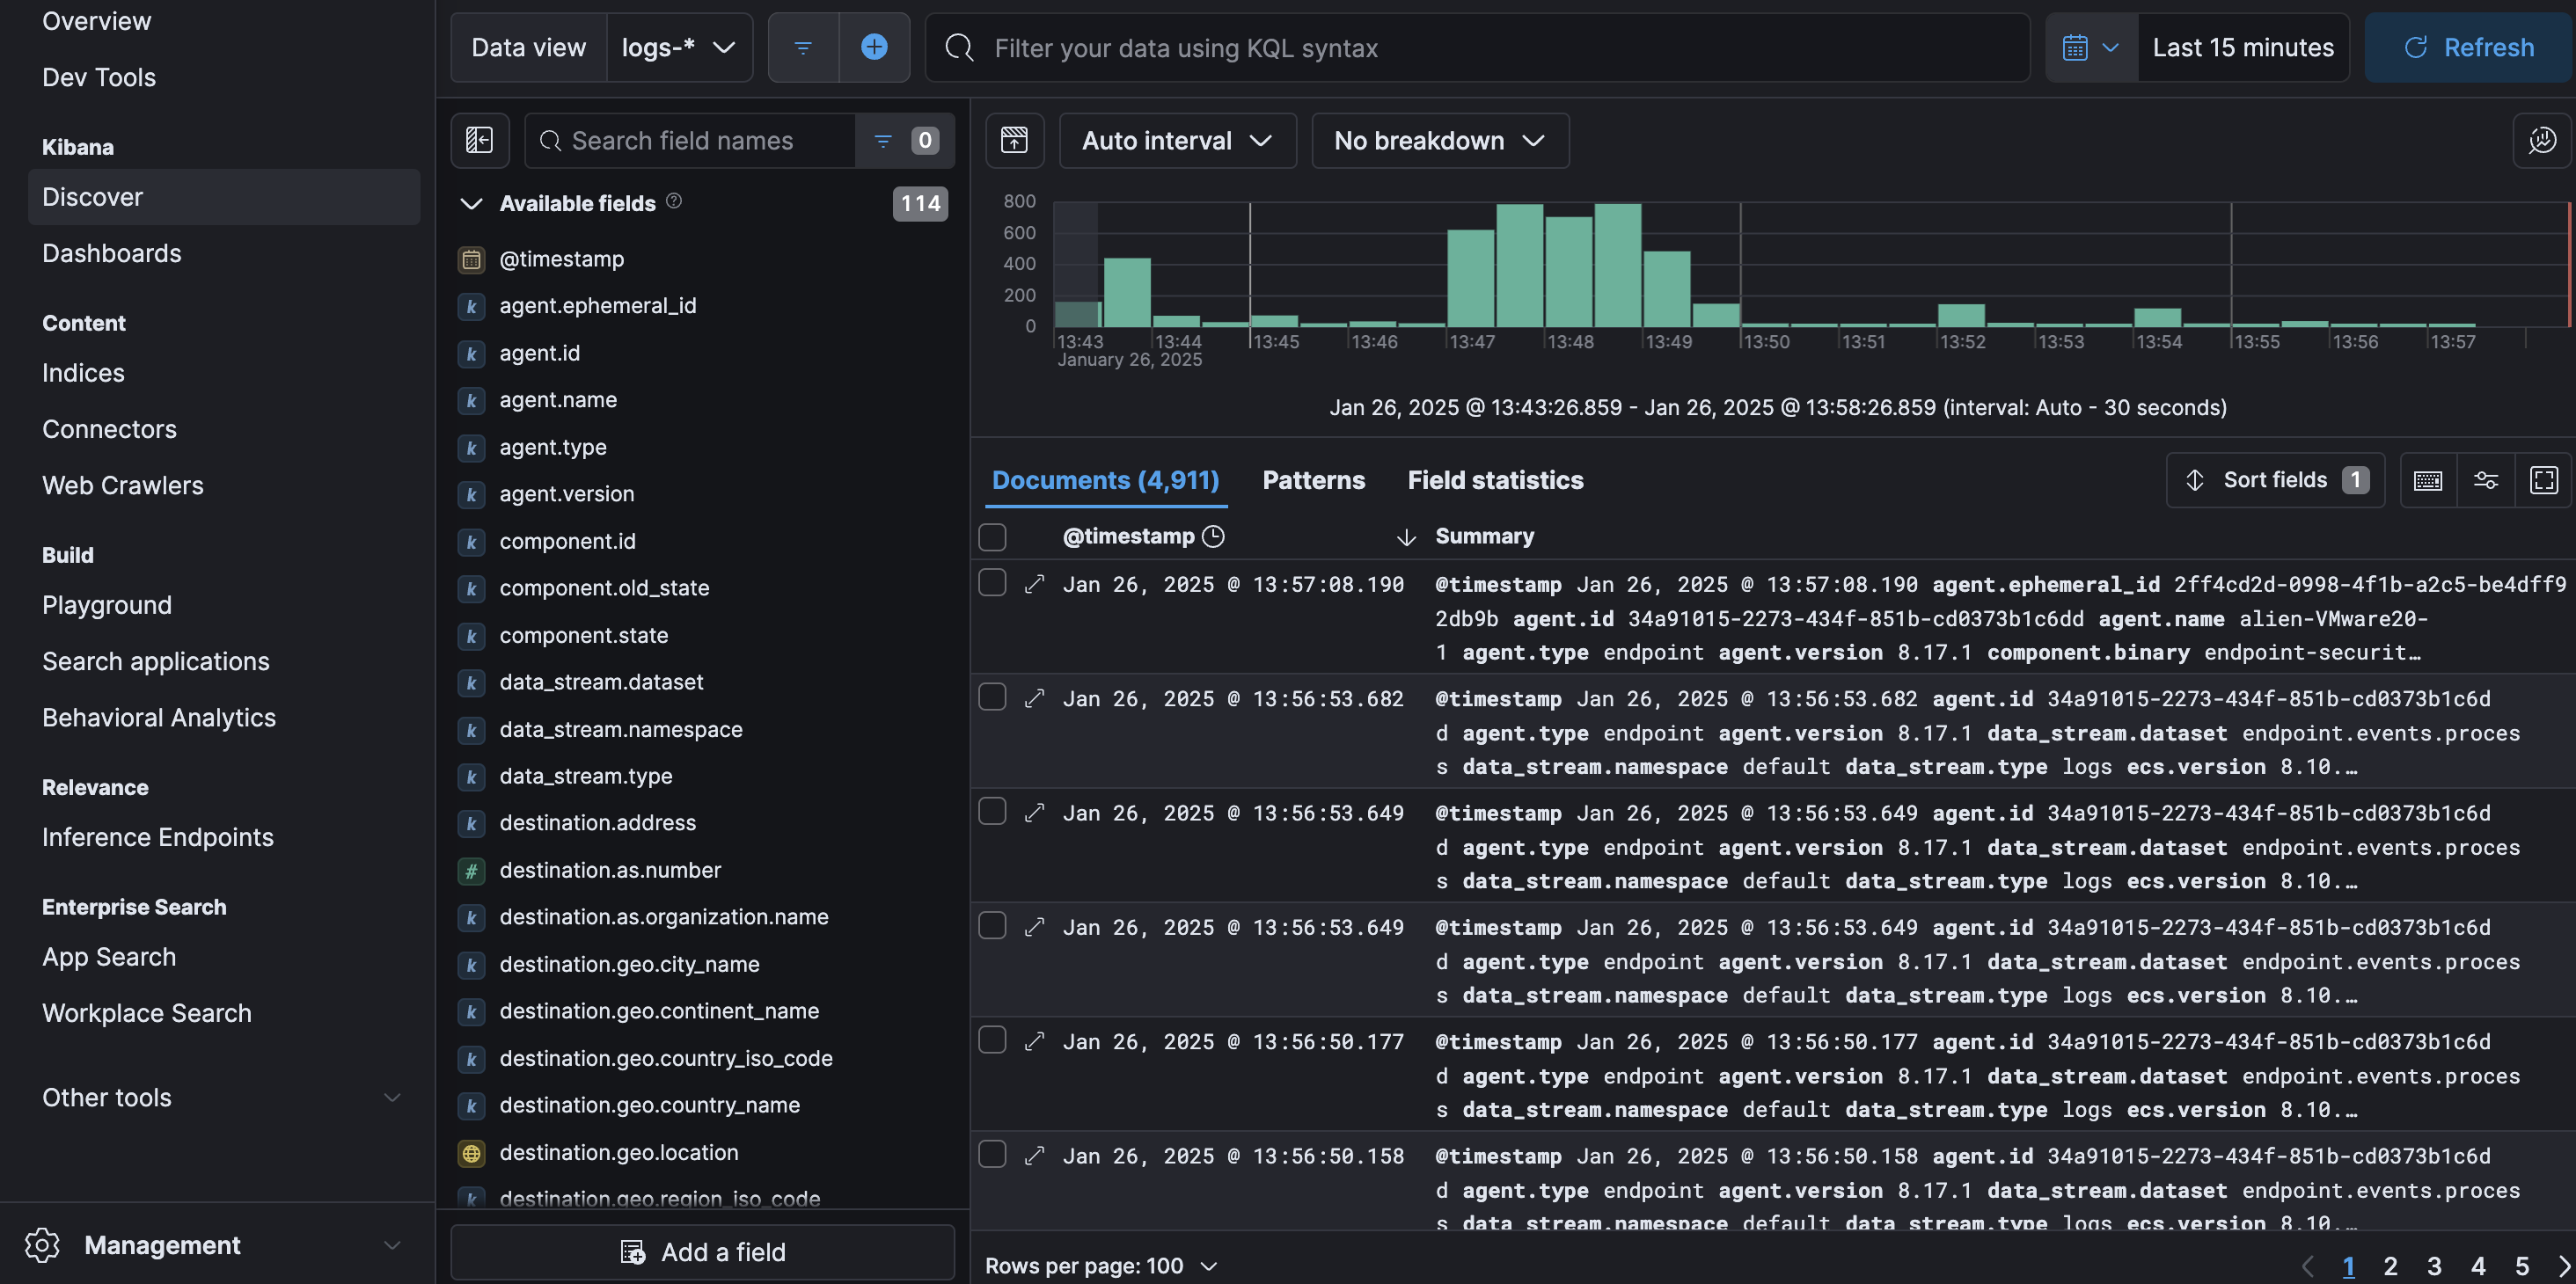 Overview
Dev Tools
Kibana
Discover
Dashboards
Content
Indices
Connectors
Web Crawlers
Build
Playground
Search applications
Behavioral Analytics
Relevance
Inference Endpoints
Enterprise Search
App Search
Workplace Search
Other tools
Management
Data view logs-*
Filter your data using KQL syntax
Last 15 minutes
Refresh
Search field names 0
Available fields 114
@timestamp
agent.ephemeral_id
agent.id
agent.name
agent.type
agent.version
component.id
component.old_state
component.state
data_stream.dataset
data_stream.namespace
data_stream.type
destination.address
destination.as.number
destination.as.organization.name
destination.geo.city_name
destination.geo.continent_name
destination.geo.country_iso_code
destination.geo.country_name
destination.geo.location
destination.geo.region_iso_code
Add a field
Auto interval No breakdown
800
600
400
200
0
13:43 13:44 13:45 13:46 13:47 13:48 13:49 13:50 13:51 13:52 13:53 13:54 13:55 13:56 13:57
January 26, 2025
Jan 26, 2025 @ 13:43:26.859 - Jan 26, 2025 @ 13:58:26.859 (interval: Auto - 30 seconds)
Documents (4,911) Patterns Field statistics Sort fields 1
@timestamp Summary
Jan 26, 2025 @ 13:57:08.190 @timestamp Jan 26, 2025 @ 13:57:08.190 agent.ephemeral_id 2ff4cd2d-0998-4f1b-a2c5-be4dff9
2db9b agent.id 34a91015-2273-434f-851b-cd0373b1c6dd agent.name alien-VMware20-
1 agent.type endpoint agent.version 8.17.1 component.binary endpoint-securit…
Jan 26, 2025 @ 13:56:53.682 @timestamp Jan 26, 2025 @ 13:56:53.682 agent.id 34a91015-2273-434f-851b-cd0373b1c6d
d agent.type endpoint agent.version 8.17.1 data_stream.dataset endpoint.events.proces
s data_stream.namespace default data_stream.type logs ecs.version 8.10.…
Jan 26, 2025 @ 13:56:53.649 @timestamp Jan 26, 2025 @ 13:56:53.649 agent.id 34a91015-2273-434f-851b-cd0373b1c6d
d agent.type endpoint agent.version 8.17.1 data_stream.dataset endpoint.events.proces
s data_stream.namespace default data_stream.type logs ecs.version 8.10.…
Jan 26, 2025 @ 13:56:53.649 @timestamp Jan 26, 2025 @ 13:56:53.649 agent.id 34a91015-2273-434f-851b-cd0373b1c6d
d agent.type endpoint agent.version 8.17.1 data_stream.dataset endpoint.events.proces
s data_stream.namespace default data_stream.type logs ecs.version 8.10.…
Jan 26, 2025 @ 13:56:50.177 @timestamp Jan 26, 2025 @ 13:56:50.177 agent.id 34a91015-2273-434f-851b-cd0373b1c6d
d agent.type endpoint agent.version 8.17.1 data_stream.dataset endpoint.events.proces
s data_stream.namespace default data_stream.type logs ecs.version 8.10.…
Jan 26, 2025 @ 13:56:50.158 @timestamp Jan 26, 2025 @ 13:56:50.158 agent.id 34a91015-2273-434f-851b-cd0373b1c6d
d agent.type endpoint agent.version 8.17.1 data_stream.dataset endpoint.events.proces
s data_stream.namespace default data_stream.type logs ecs.version 8.10.…
Rows per page: 100
1 2 3 4 5